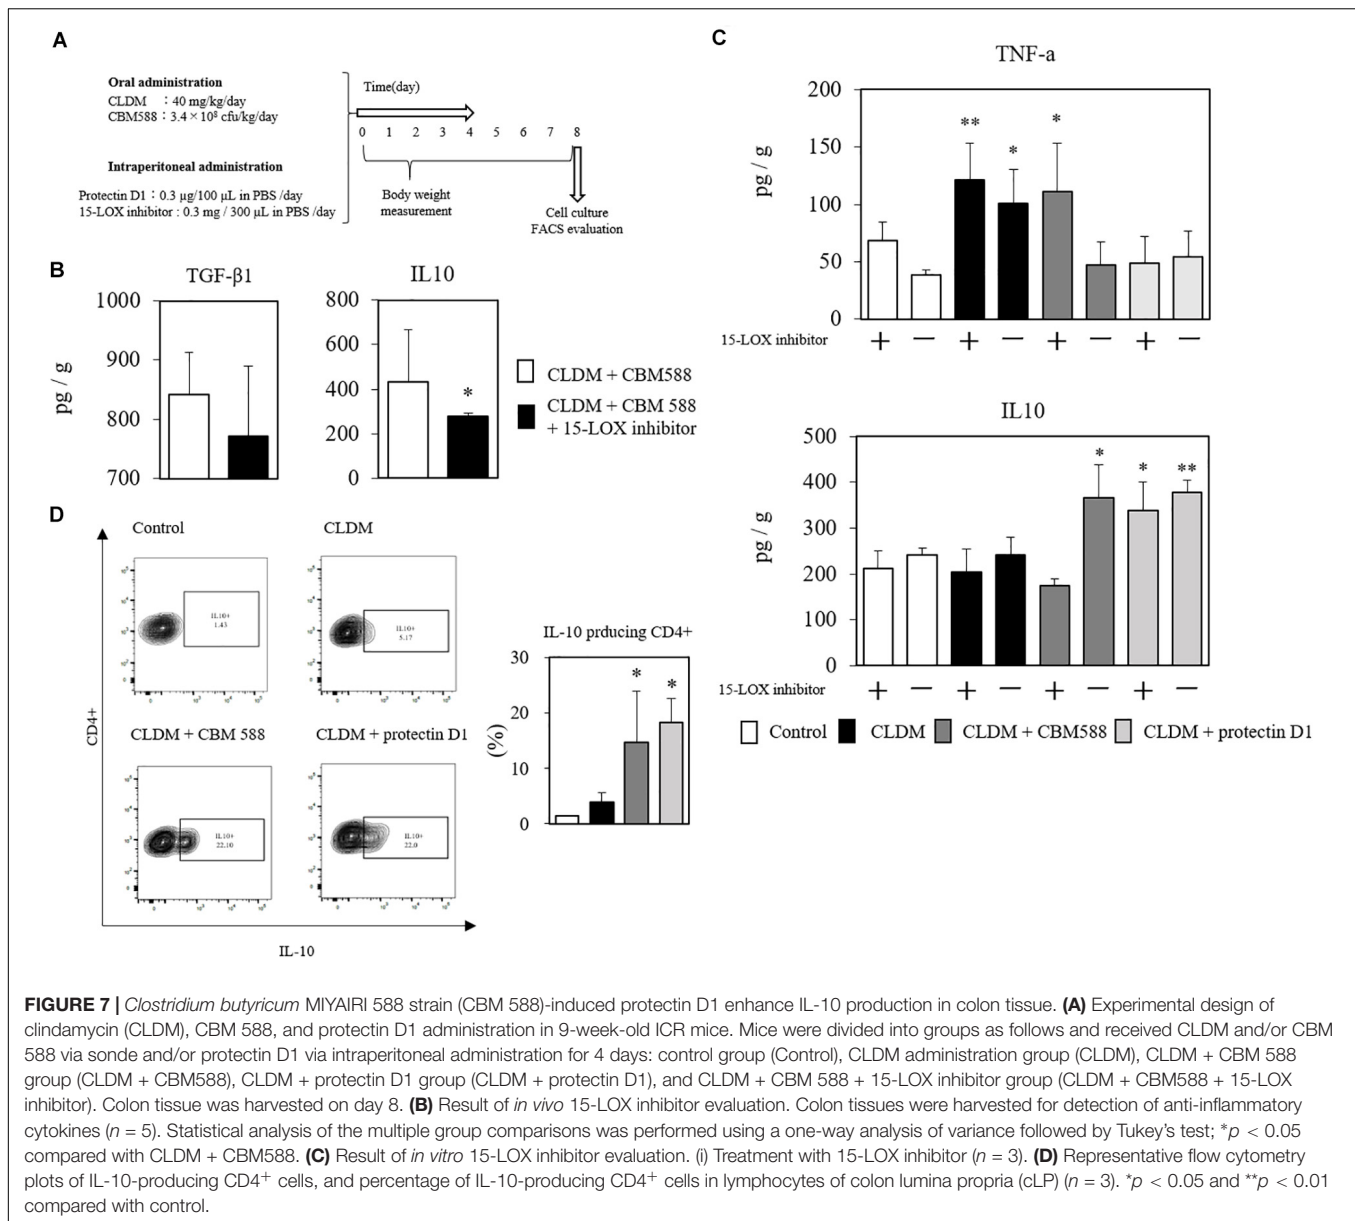 A
Oral administration
CLDM : 40 mg/kg/day
CBM588 : 3.4 × 10⁸ cfu/kg/day
Intraperitoneal administration
Protectin D1 : 0.3 µg/100 µL in PBS /day
15-LOX inhibitor : 0.3 mg / 300 µL in PBS /day
Time(day)
0 1 2 3 4 5 6 7 8
Body weight
measurement
Cell culture
FACS evaluation
B
TGF-β1
1000
900
800
700
pg / g
IL10
800
600
400
200
0
*
CLDM + CBM588
CLDM + CBM 588
+ 15-LOX inhibitor
C
TNF-a
200
150
100
50
0
pg / g
** * *
15-LOX inhibitor + — + — + — + —
IL10
500
400
300
200
100
0
pg / g
* * **
15-LOX inhibitor + — + — + — + —
Control CLDM CLDM + CBM588 CLDM + protectin D1
D
Control
IL10+
1.43
CLDM
IL10+
5.17
CLDM + CBM 588
IL10+
22.10
CLDM + protectin D1
IL10+
22.0
CD4+
IL-10
IL-10 prducing CD4+
30
20
10
0
(%)
* *
FIGURE 7 | Clostridium butyricum MIYAIRI 588 strain (CBM 588)-induced protectin D1 enhance IL-10 production in colon tissue. (A) Experimental design of
clindamycin (CLDM), CBM 588, and protectin D1 administration in 9-week-old ICR mice. Mice were divided into groups as follows and received CLDM and/or CBM
588 via sonde and/or protectin D1 via intraperitoneal administration for 4 days: control group (Control), CLDM administration group (CLDM), CLDM + CBM 588
group (CLDM + CBM588), CLDM + protectin D1 group (CLDM + protectin D1), and CLDM + CBM 588 + 15-LOX inhibitor group (CLDM + CBM588 + 15-LOX
inhibitor). Colon tissue was harvested on day 8. (B) Result of in vivo 15-LOX inhibitor evaluation. Colon tissues were harvested for detection of anti-inflammatory
cytokines (n = 5). Statistical analysis of the multiple group comparisons was performed using a one-way analysis of variance followed by Tukey's test; *p < 0.05
compared with CLDM + CBM588. (C) Result of in vitro 15-LOX inhibitor evaluation. (i) Treatment with 15-LOX inhibitor (n = 3). (D) Representative flow cytometry
plots of IL-10-producing CD4⁺ cells, and percentage of IL-10-producing CD4⁺ cells in lymphocytes of colon lumina propria (cLP) (n = 3). *p < 0.05 and **p < 0.01
compared with control.